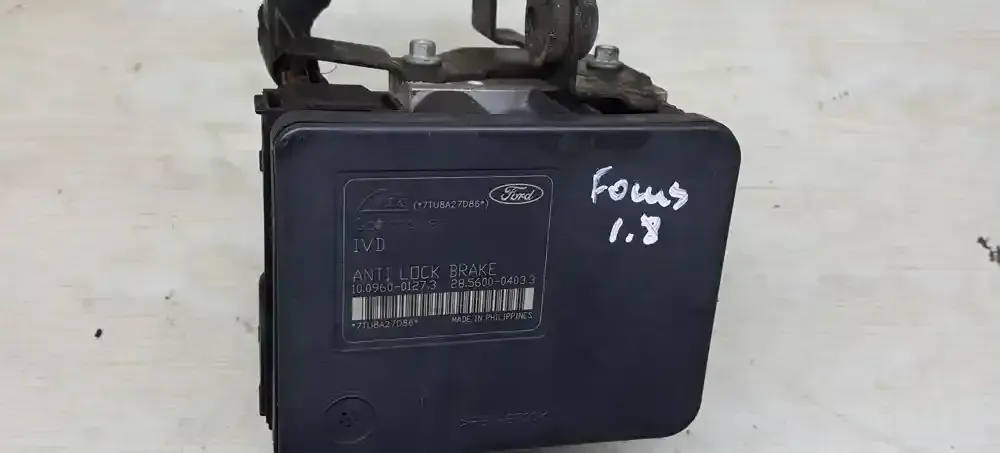 (*7TU8A27D86*) Ford
IVD
ANTI LOCK BRAKE
10.0960-0127.3 28.5600-0403.3
*7TU8A27D86* MADE IN PHILIPPINES
Focus
1.8